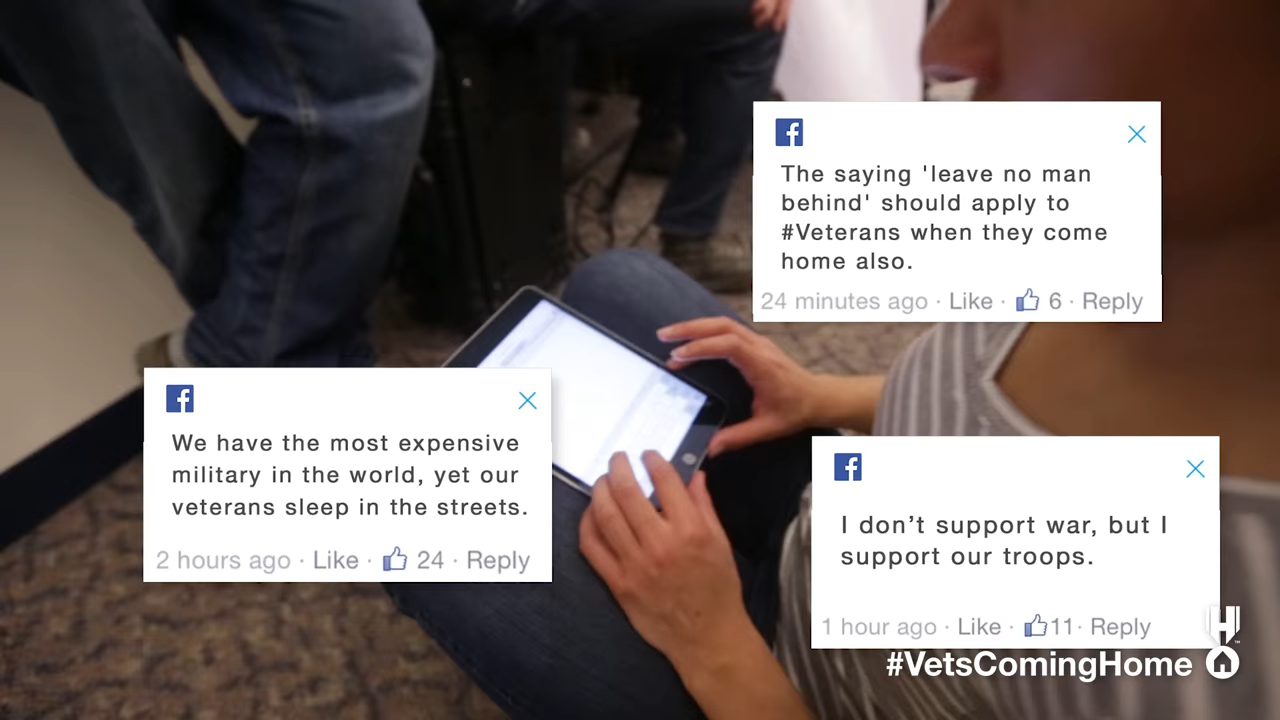 The saying 'leave no man
behind' should apply to
#Veterans when they come
home also.
24 minutes ago · Like · 6 · Reply
We have the most expensive
military in the world, yet our
veterans sleep in the streets.
2 hours ago · Like · 24 · Reply
I don’t support war, but I
support our troops.
1 hour ago · Like · 11 · Reply
#VetsComingHome